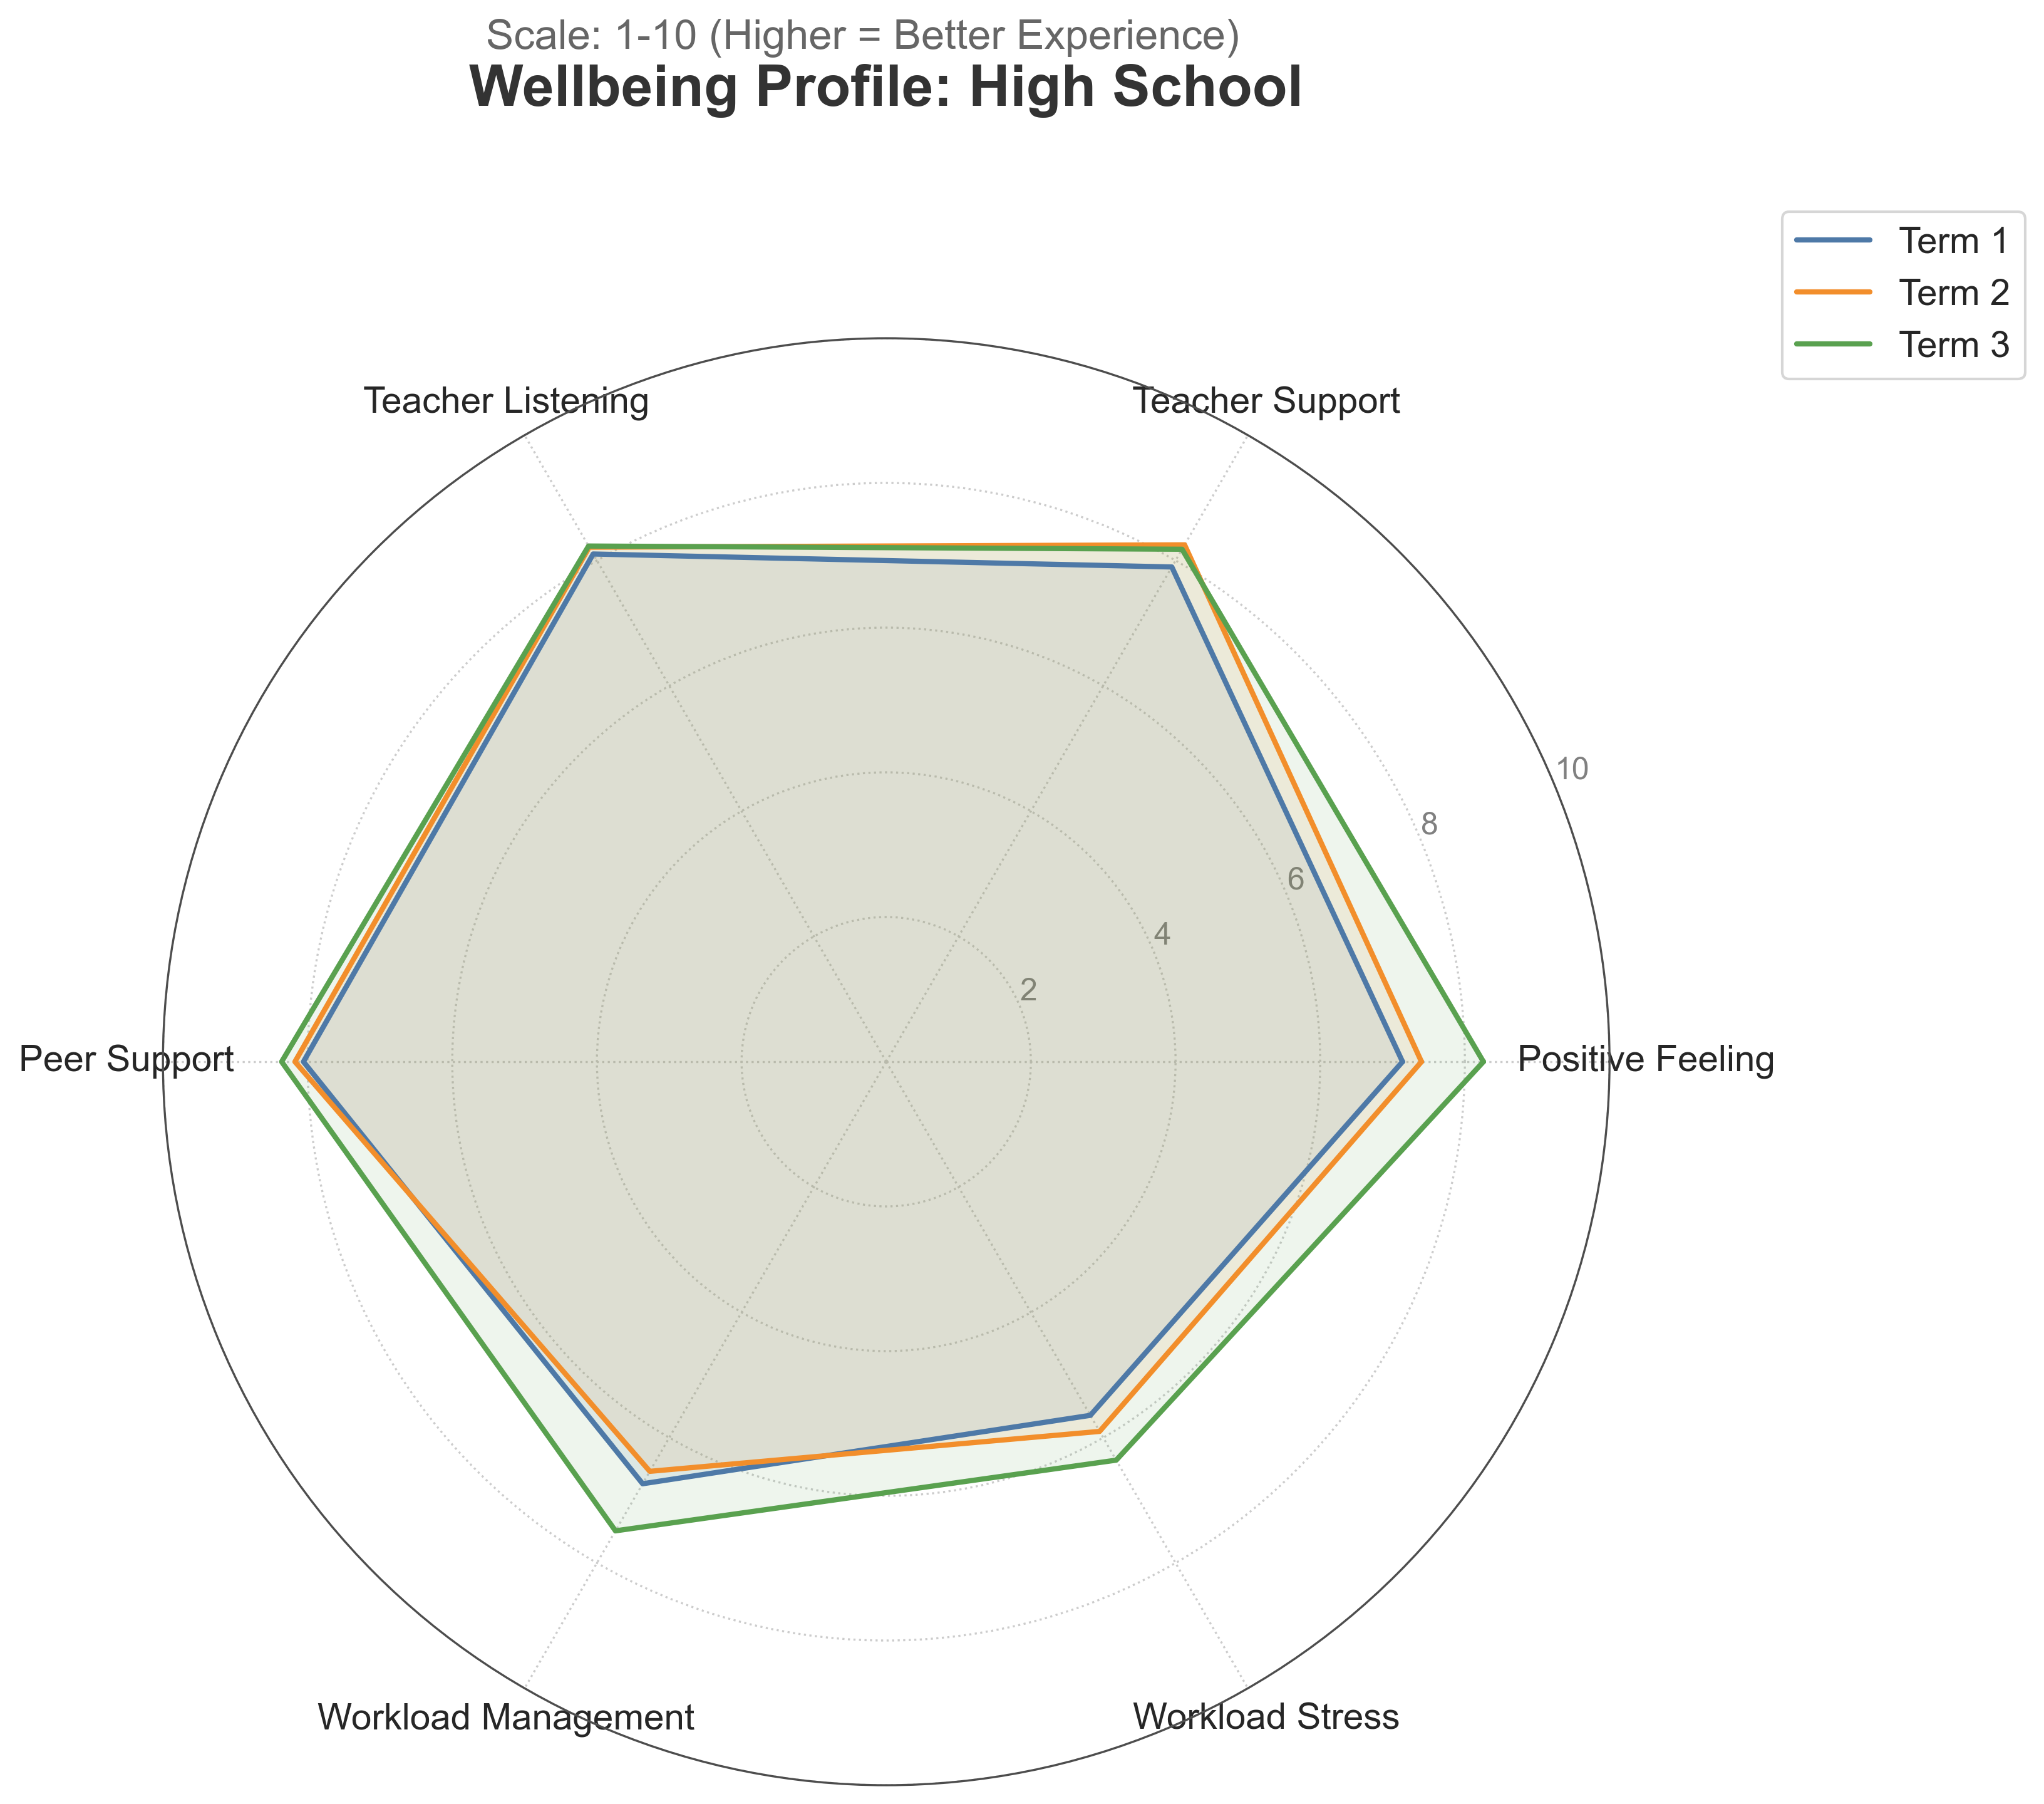 Scale: 1-10 (Higher = Better Experience)
Wellbeing Profile: High School
Term 1
Term 2
Term 3
Teacher Listening
Teacher Support
10
8
6
4
2
Peer Support
Positive Feeling
Workload Management
Workload Stress